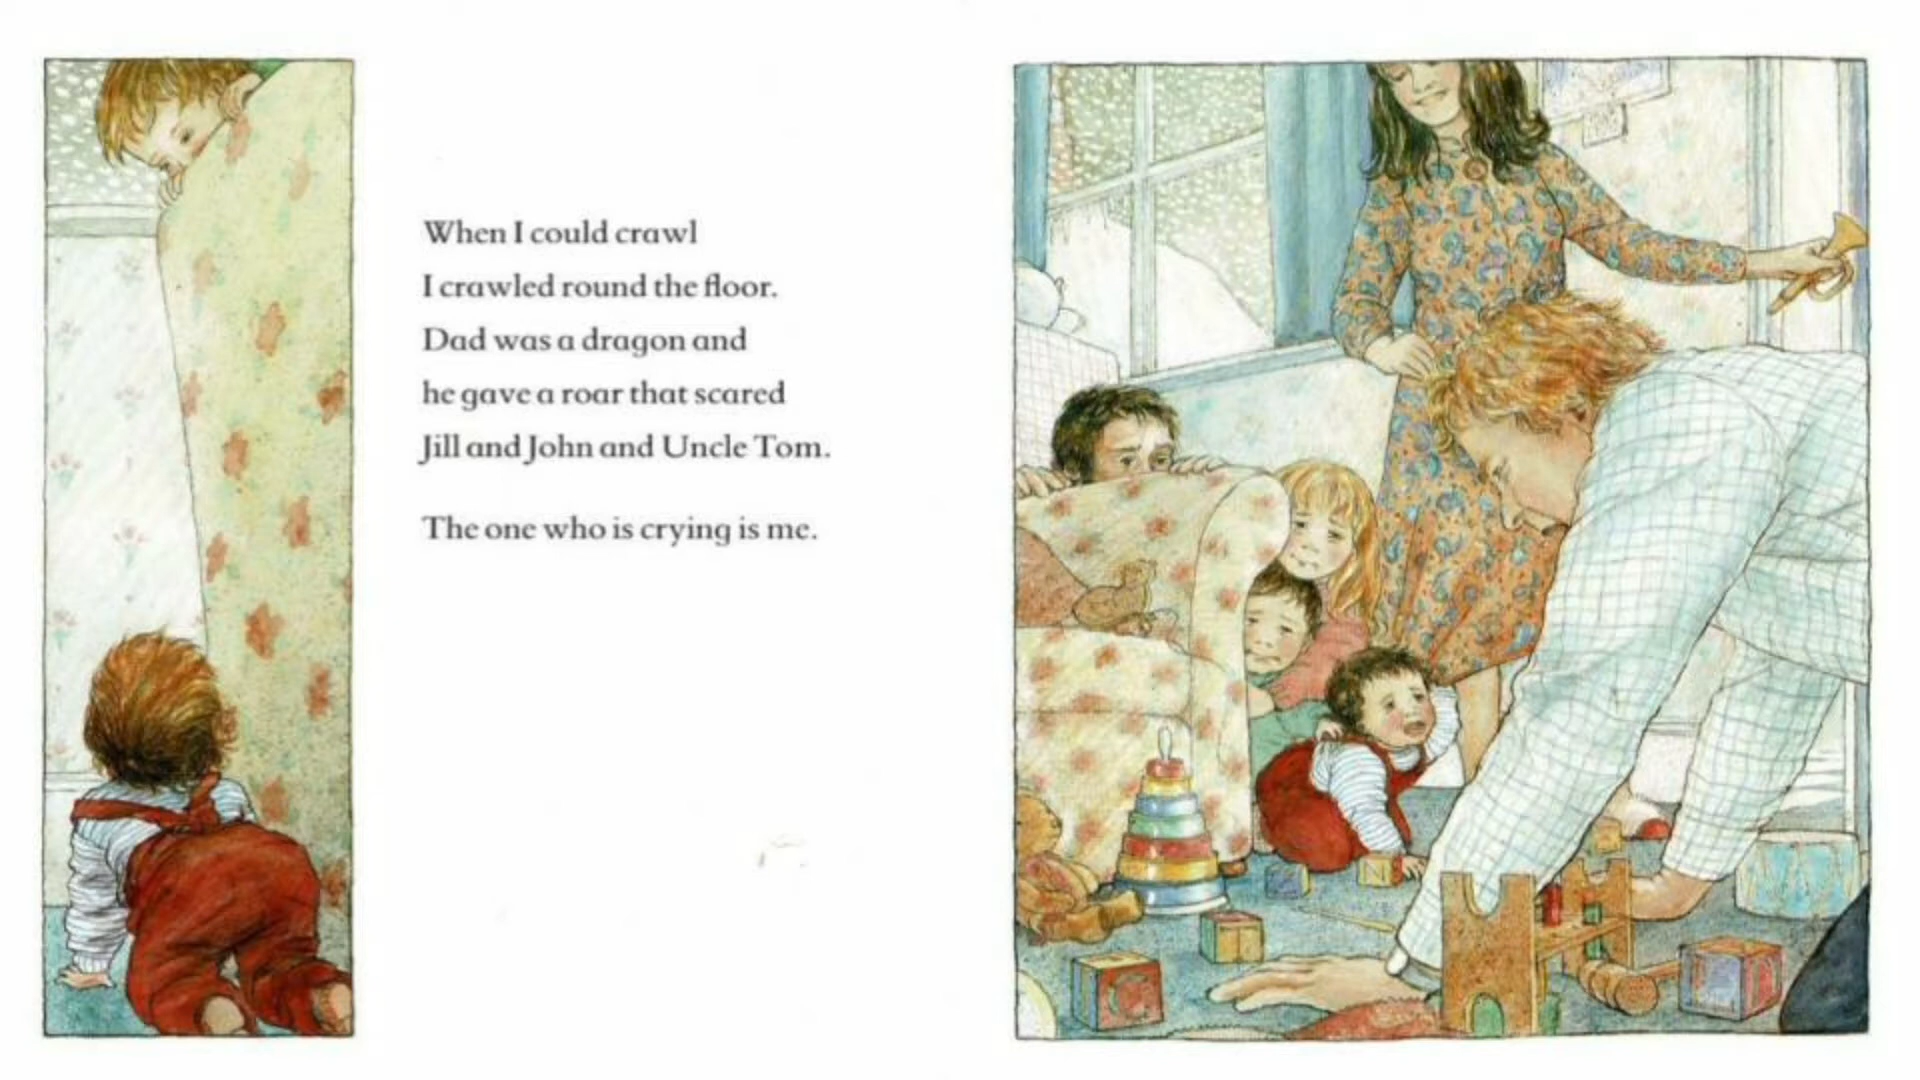 When I could crawl
I crawled round the floor.
Dad was a dragon and
he gave a roar that scared
Jill and John and Uncle Tom.
The one who is crying is me.